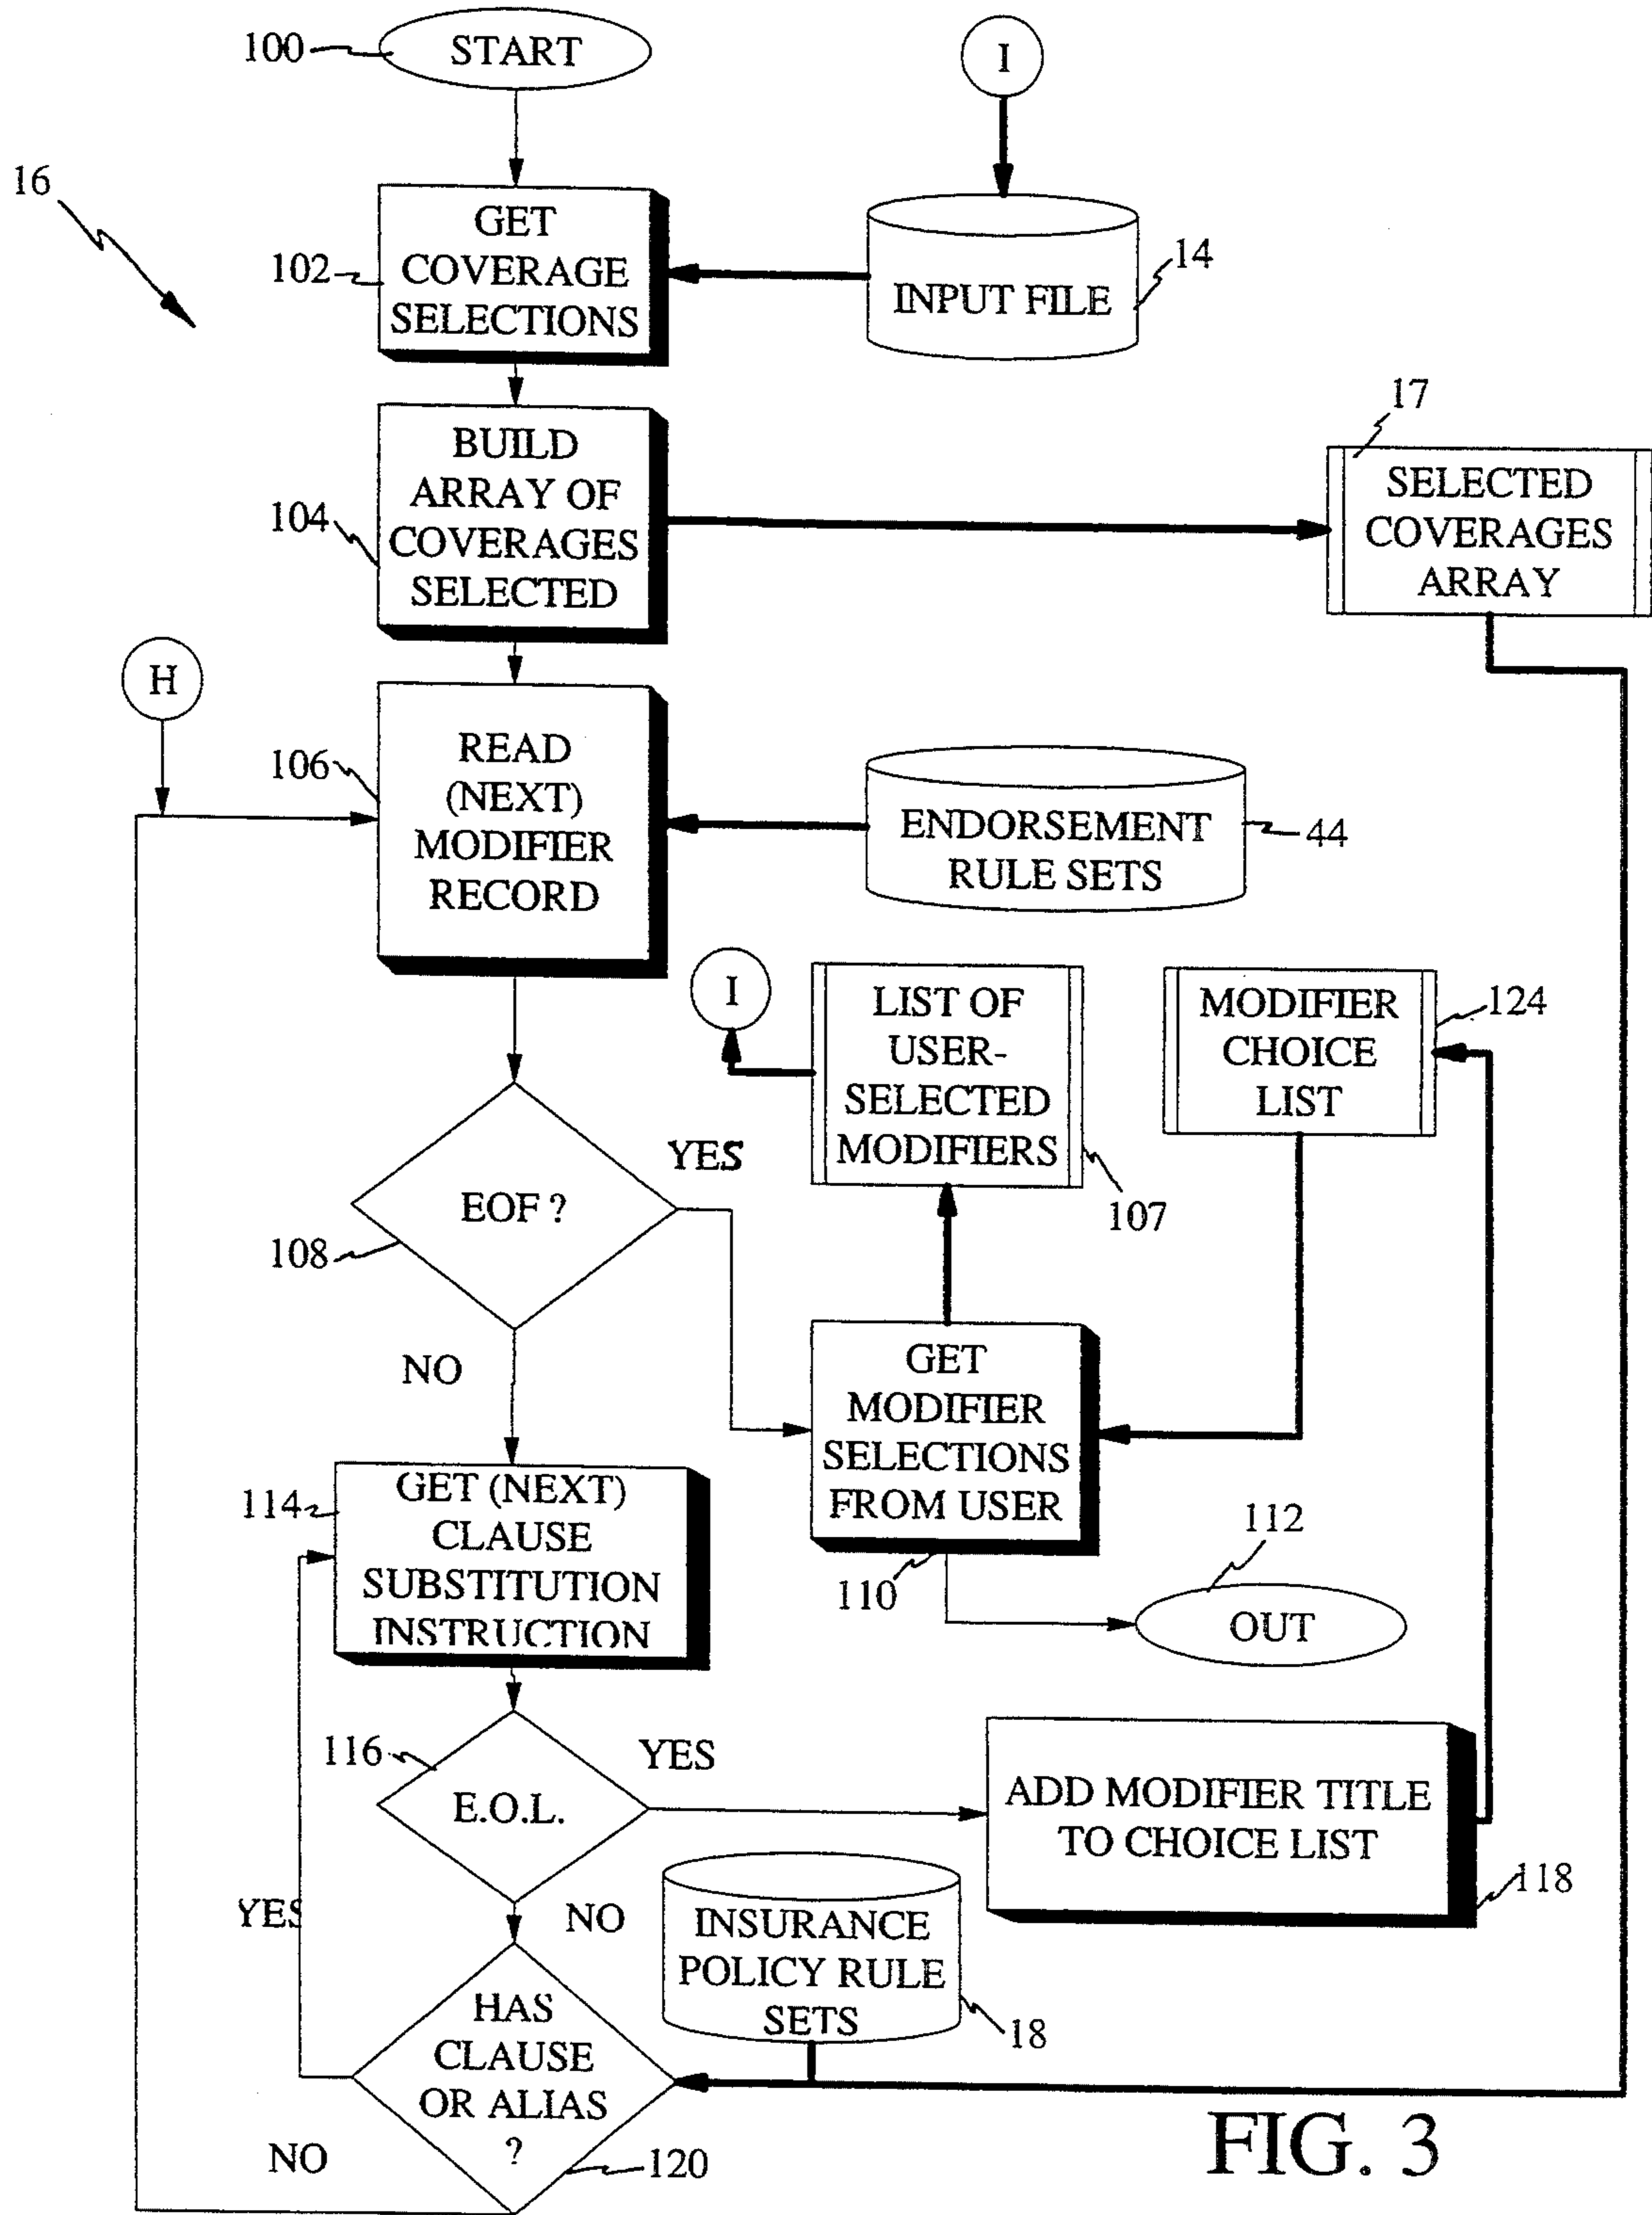 100
START
I
16
GET
COVERAGE
SELECTIONS
102
INPUT FILE
14
BUILD
ARRAY OF
COVERAGES
SELECTED
104
17
SELECTED
COVERAGES
ARRAY
H
READ
(NEXT)
MODIFIER
RECORD
106
ENDORSEMENT
RULE SETS
44
I
LIST OF
USER-
SELECTED
MODIFIERS
107
MODIFIER
CHOICE
LIST
124
EOF ?
108
YES
NO
GET
MODIFIER
SELECTIONS
FROM USER
110
112
OUT
114
GET (NEXT)
CLAUSE
SUBSTITUTION
INSTRUCTION
116
E.O.L.
YES
NO
ADD MODIFIER TITLE
TO CHOICE LIST
118
INSURANCE
POLICY RULE
SETS
18
YES
HAS
CLAUSE
OR ALIAS
?
NO
120
FIG. 3